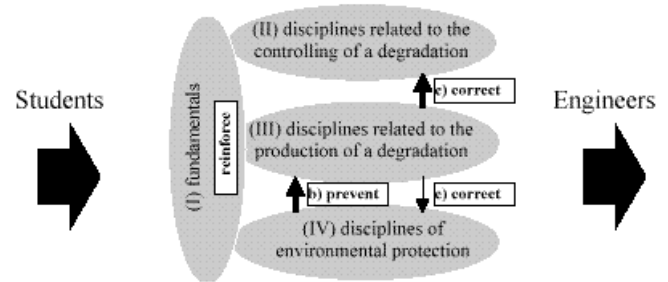 (II) disciplines related to the
controlling of a degradation
c) correct
Students
Engineers
(I) fundamentals
reinforce
(III) disciplines related to the
production of a degradation
b) prevent
c) correct
(IV) disciplines of
environmental protection